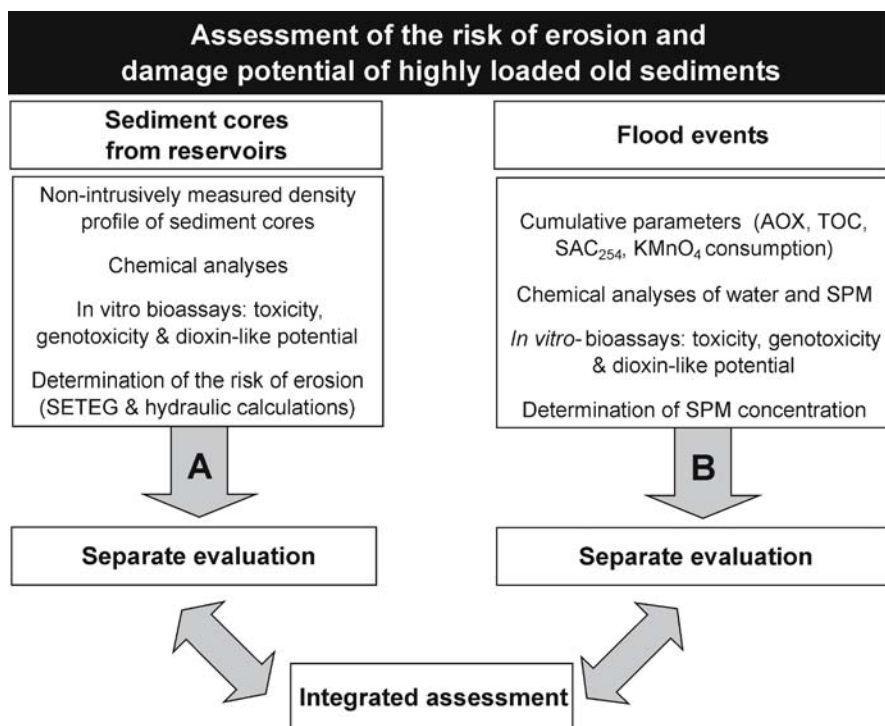 Assessment of the risk of erosion and
damage potential of highly loaded old sediments
Sediment cores
from reservoirs
Non-intrusively measured density
profile of sediment cores
Chemical analyses
In vitro bioassays: toxicity,
genotoxicity & dioxin-like potential
Determination of the risk of erosion
(SETEG & hydraulic calculations)
A
Separate evaluation
Flood events
Cumulative parameters (AOX, TOC,
SAC₂₅₄, KMnO₄ consumption)
Chemical analyses of water and SPM
In vitro- bioassays: toxicity, genotoxicity
& dioxin-like potential
Determination of SPM concentration
B
Separate evaluation
Integrated assessment